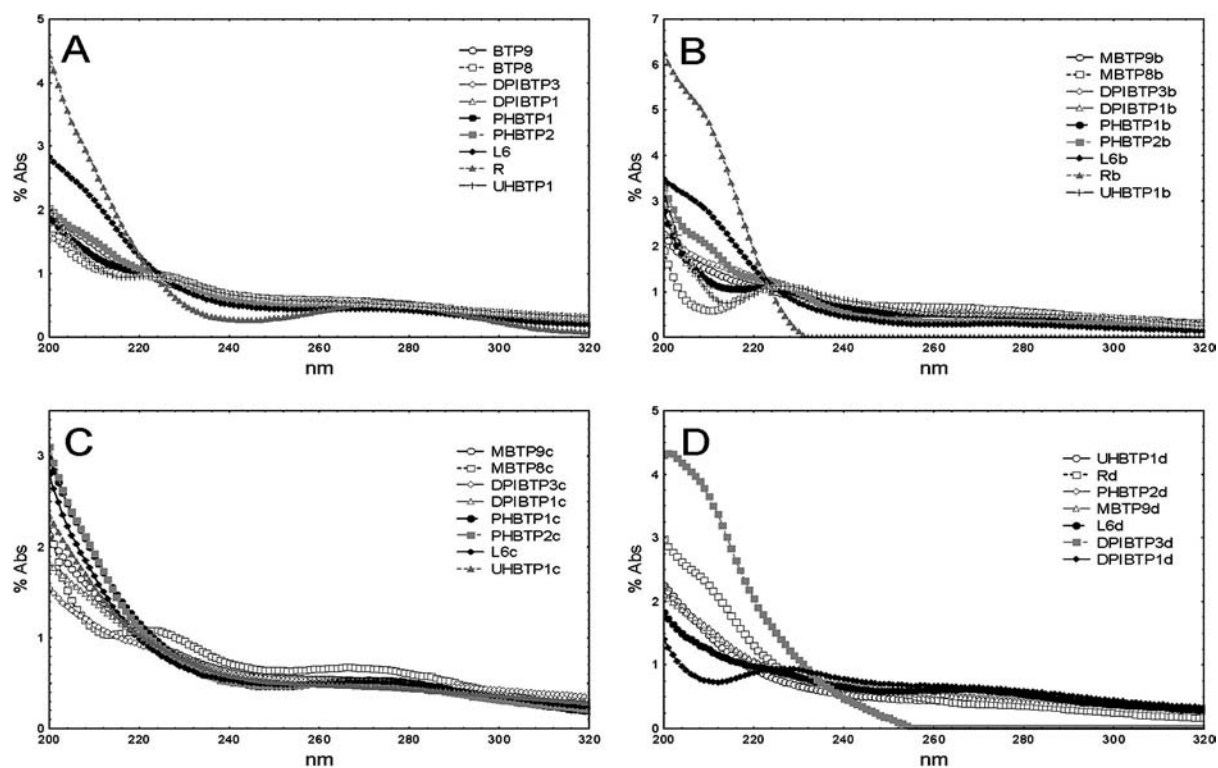 A
% Abs
5
4
3
2
1
0
200 220 240 260 280 300 320
nm
BTP9
BTP8
DPIBTP3
DPIBTP1
PHBTP1
PHBTP2
L6
R
UHBTP1
B
% Abs
7
6
5
4
3
2
1
0
200 220 240 260 280 300 320
nm
MBTP9b
MBTP8b
DPIBTP3b
DPIBTP1b
PHBTP1b
PHBTP2b
L6b
Rb
UHBTP1b
C
% Abs
3
2
1
0
200 220 240 260 280 300 320
nm
MBTP9c
MBTP8c
DPIBTP3c
DPIBTP1c
PHBTP1c
PHBTP2c
L6c
UHBTP1c
D
% Abs
5
4
3
2
1
0
200 220 240 260 280 300 320
nm
UHBTP1d
Rd
PHBTP2d
MBTP9d
L6d
DPIBTP3d
DPIBTP1d